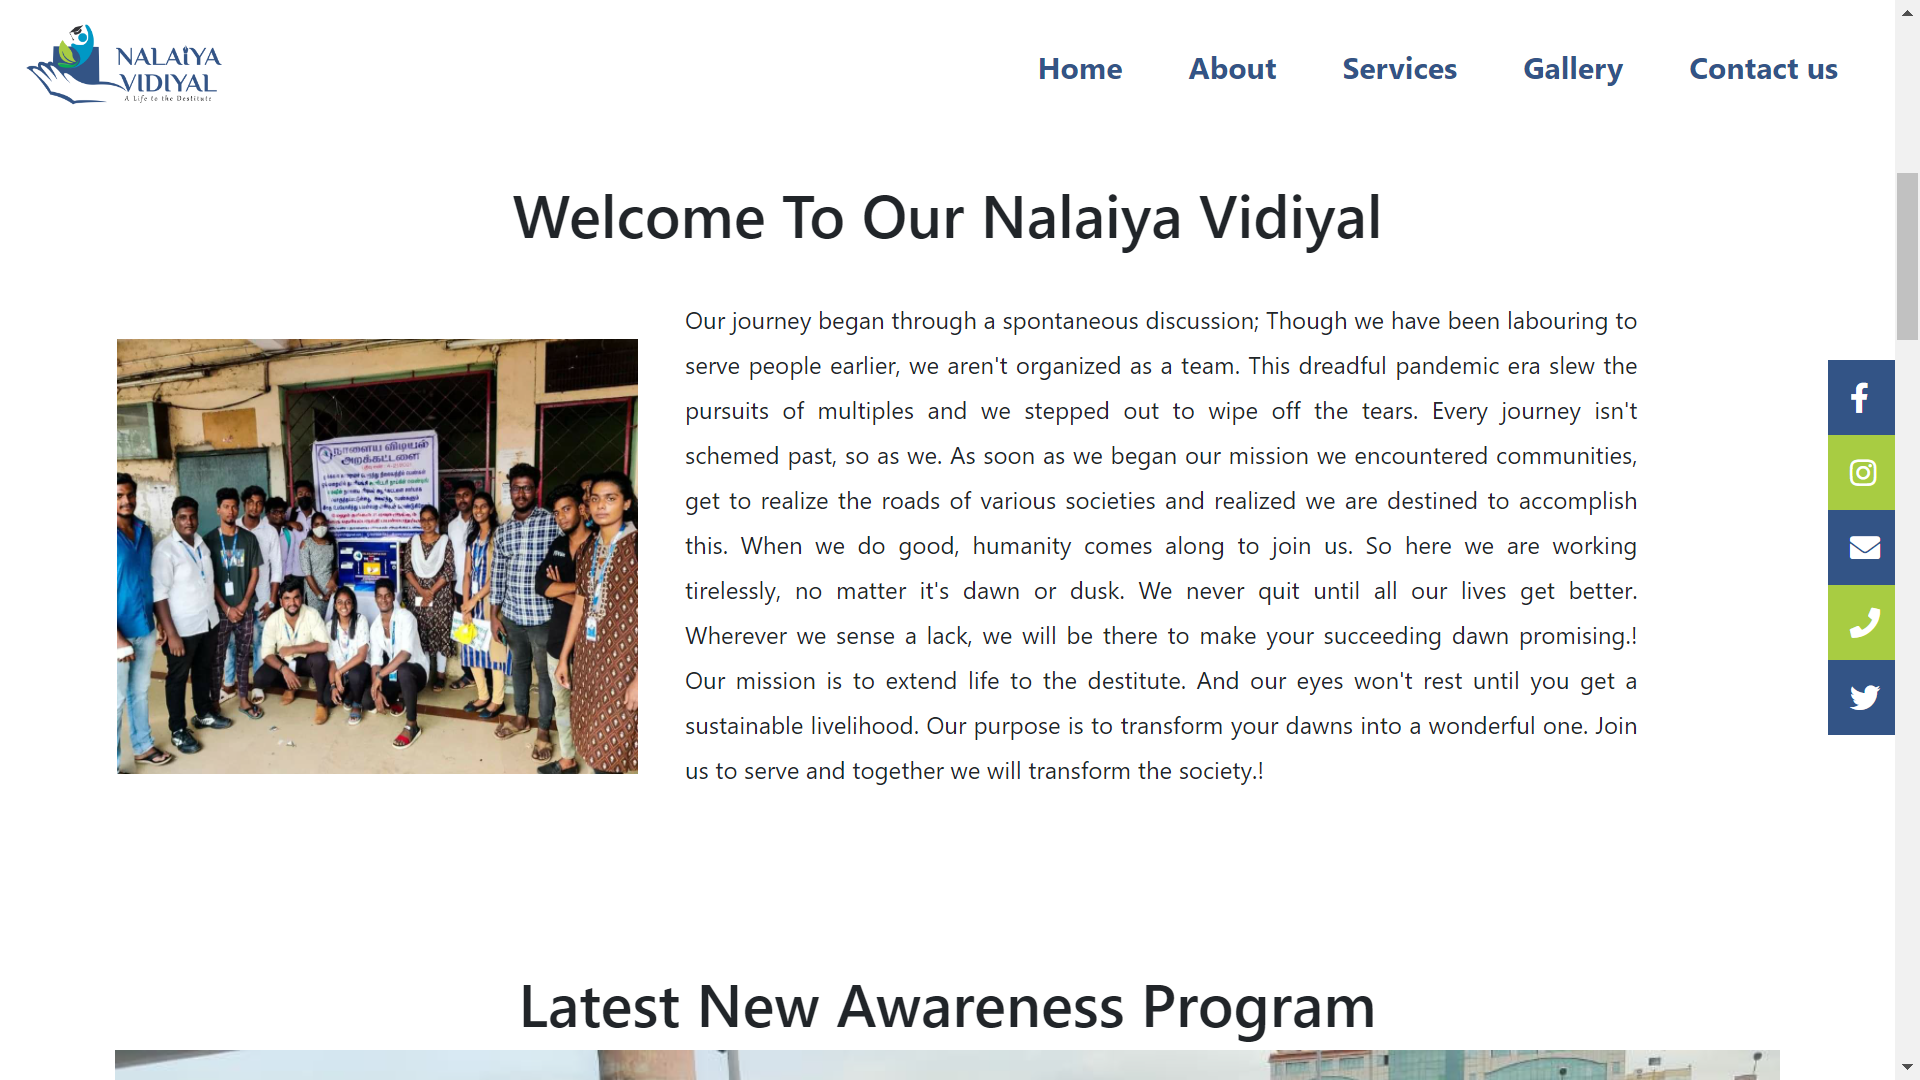 NALAIYA
VIDIYAL
A Life to the Destitute
Home About Services Gallery Contact us
Welcome To Our Nalaiya Vidiyal
Our journey began through a spontaneous discussion; Though we have been labouring to
serve people earlier, we aren't organized as a team. This dreadful pandemic era slew the
pursuits of multiples and we stepped out to wipe off the tears. Every journey isn't
schemed past, so as we. As soon as we began our mission we encountered communities,
get to realize the roads of various societies and realized we are destined to accomplish
this. When we do good, humanity comes along to join us. So here we are working
tirelessly, no matter it's dawn or dusk. We never quit until all our lives get better.
Wherever we sense a lack, we will be there to make your succeeding dawn promising.!
Our mission is to extend life to the destitute. And our eyes won't rest until you get a
sustainable livelihood. Our purpose is to transform your dawns into a wonderful one. Join
us to serve and together we will transform the society.!
நாளைய விடியல்
அறக்கட்டளை
Latest New Awareness Program